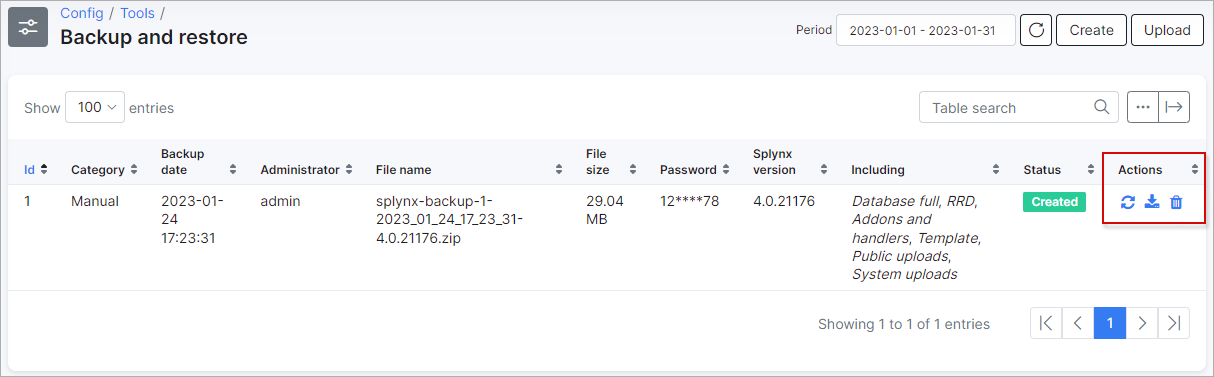 Config / Tools /
Backup and restore
Period 2023-01-01 - 2023-01-31 Create Upload
Show 100 entries Table search
Id Category Backup date Administrator File name File size Password Splynx version Including Status Actions
1 Manual 2023-01-
24
17:23:31 admin splynx-backup-1-
2023_01_24_17_23_31-
4.0.21176.zip 29.04
MB 12****78 4.0.21176 Database full, RRD,
Addons and
handlers, Template,
Public uploads,
System uploads Created
Showing 1 to 1 of 1 entries 1